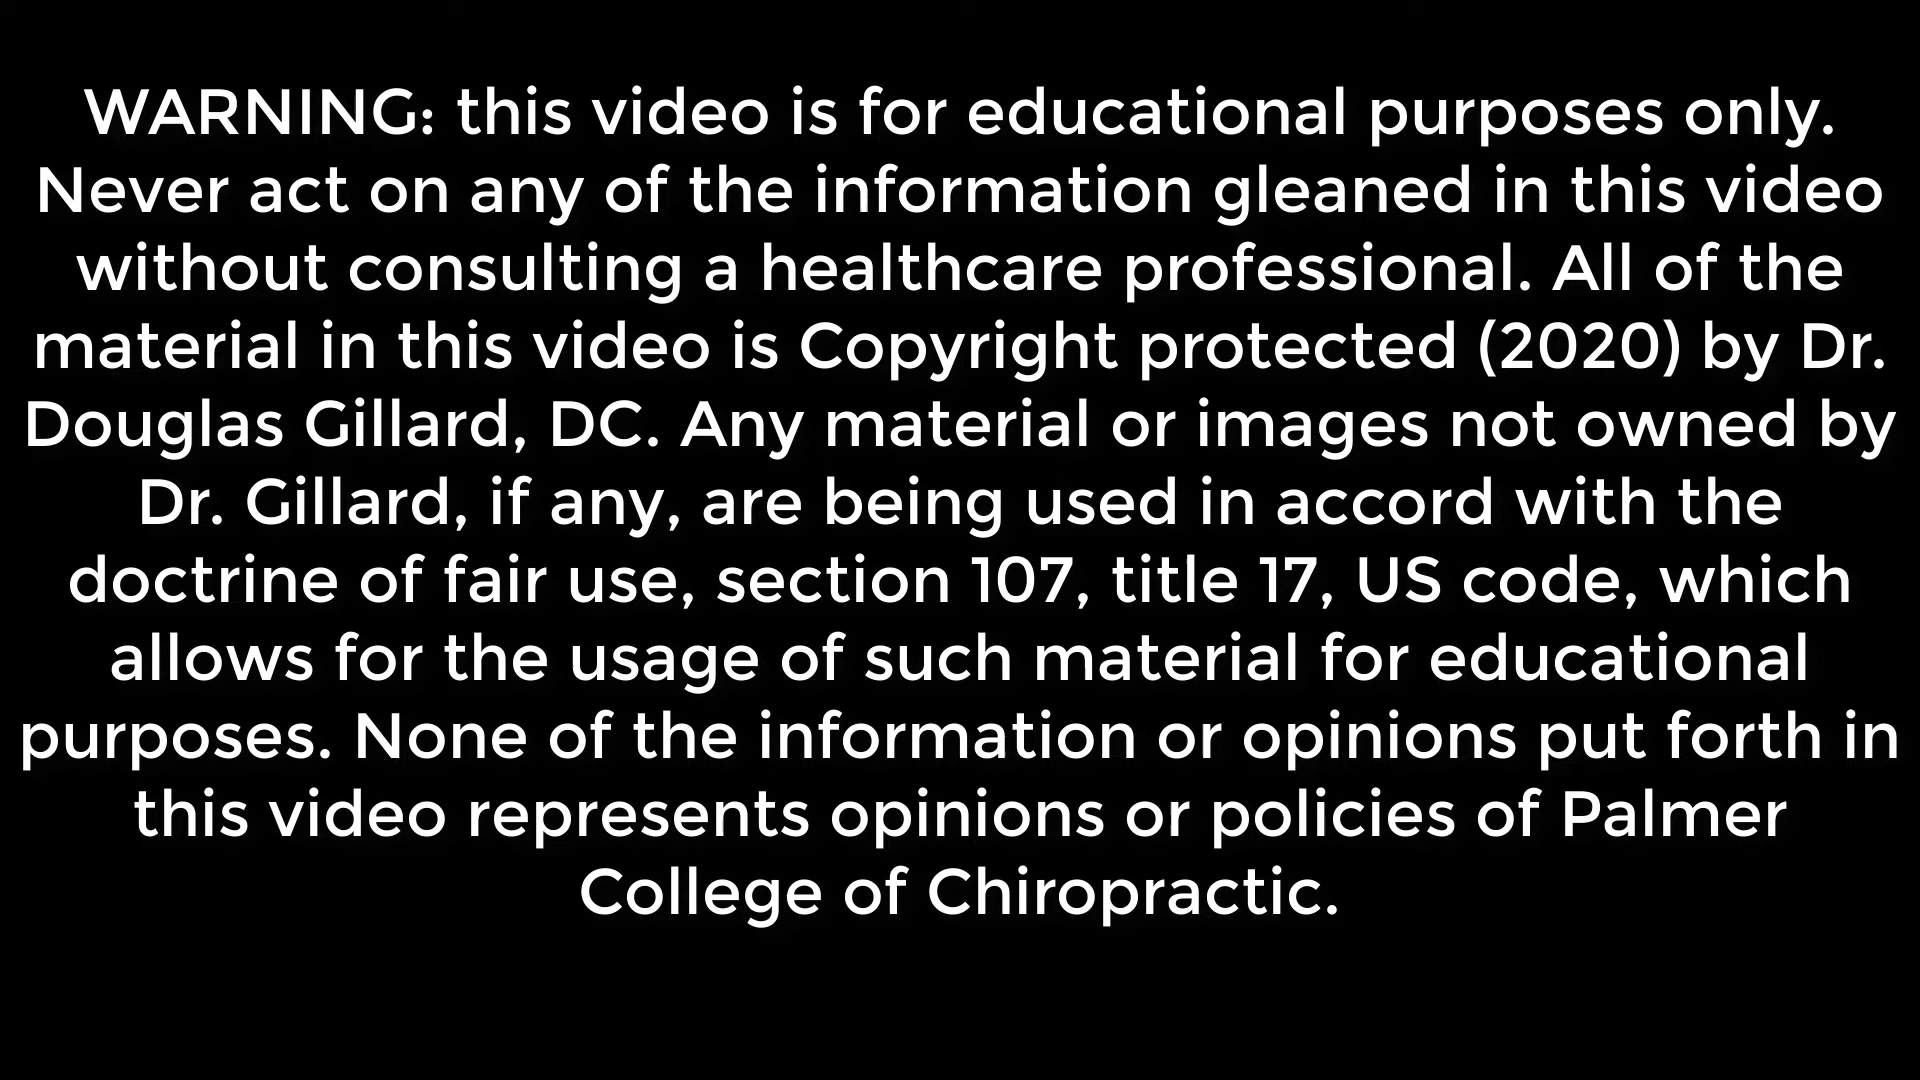 WARNING: this video is for educational purposes only.
Never act on any of the information gleaned in this video
without consulting a healthcare professional. All of the
material in this video is Copyright protected (2020) by Dr.
Douglas Gillard, DC. Any material or images not owned by
Dr. Gillard, if any, are being used in accord with the
doctrine of fair use, section 107, title 17, US code, which
allows for the usage of such material for educational
purposes. None of the information or opinions put forth in
this video represents opinions or policies of Palmer
College of Chiropractic.